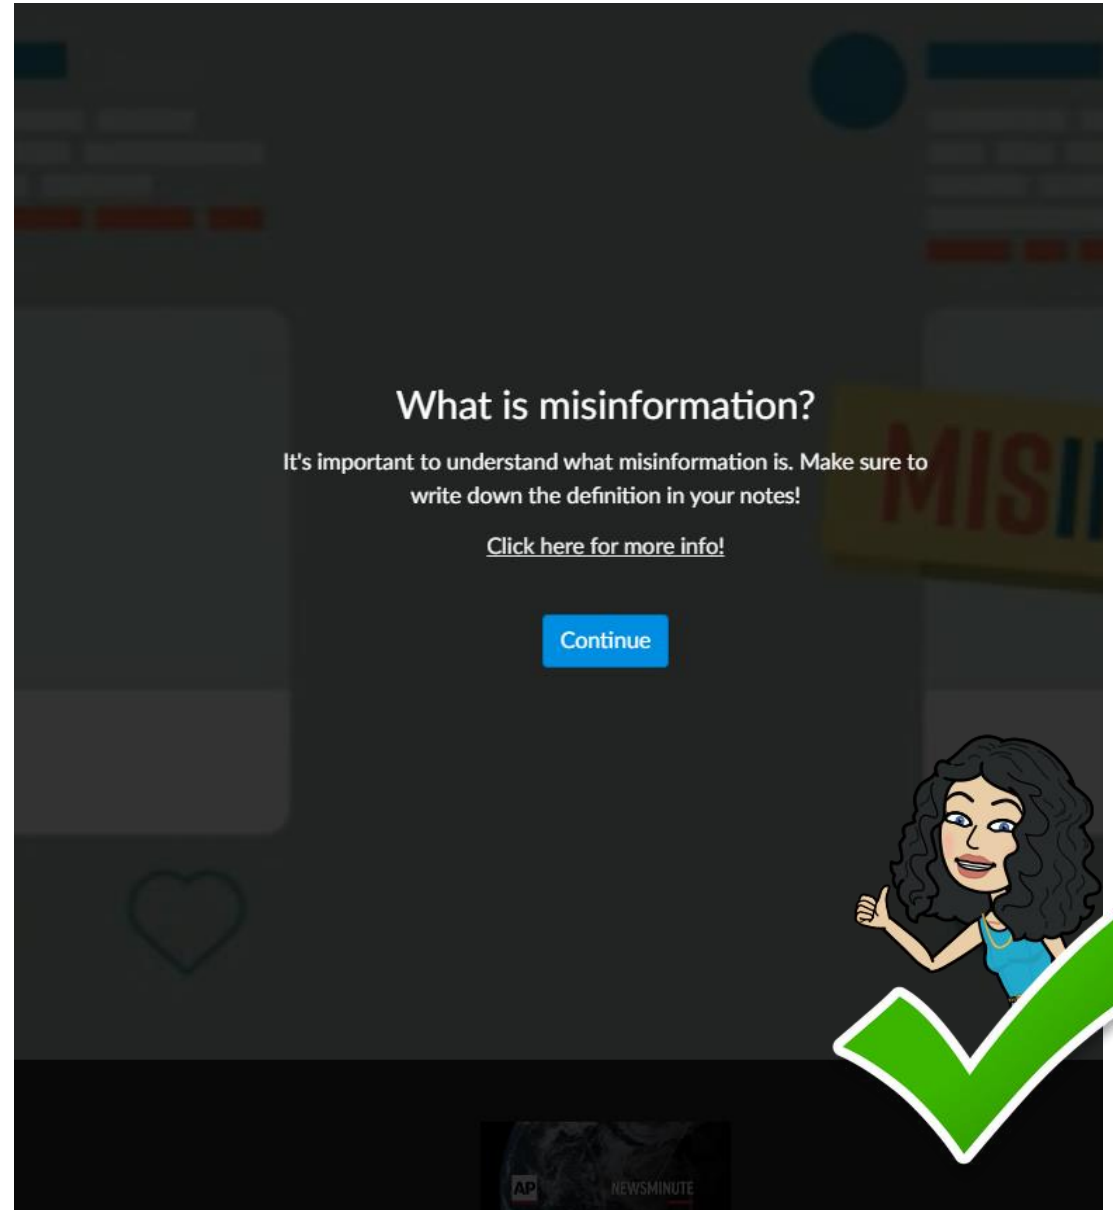 What is misinformation?
It's important to understand what misinformation is. Make sure to
write down the definition in your notes!
Click here for more info!
MISI
Continue
AP NEWSMINUTE